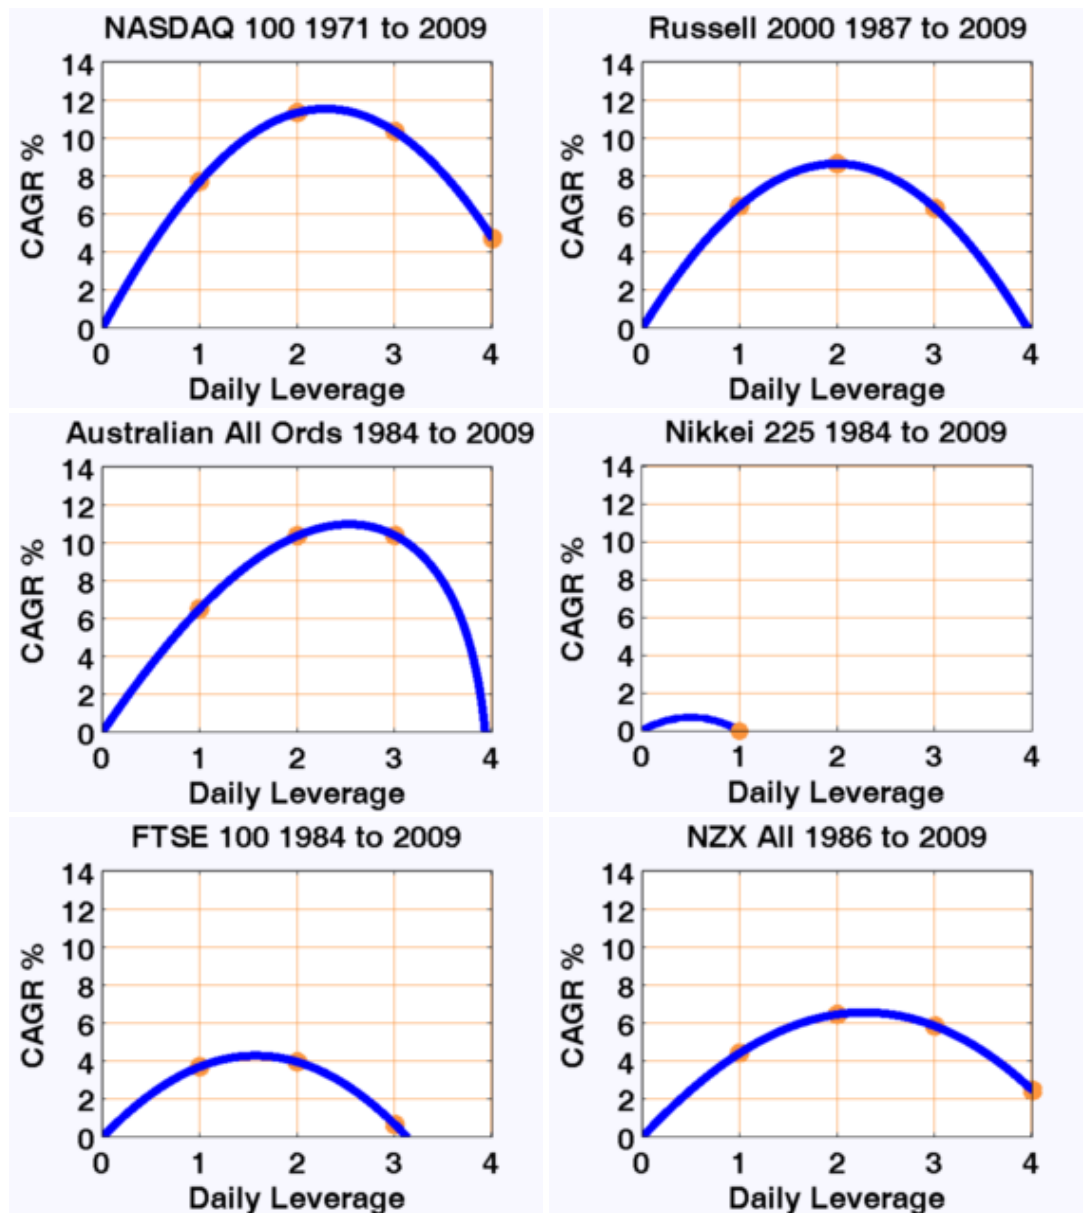 NASDAQ 100 1971 to 2009
14
12
10
8
6
4
2
0
CAGR %
0 1 2 3 4
Daily Leverage
Russell 2000 1987 to 2009
14
12
10
8
6
4
2
0
CAGR %
0 1 2 3 4
Daily Leverage
Australian All Ords 1984 to 2009
14
12
10
8
6
4
2
0
CAGR %
0 1 2 3 4
Daily Leverage
Nikkei 225 1984 to 2009
14
12
10
8
6
4
2
0
CAGR %
0 1 2 3 4
Daily Leverage
FTSE 100 1984 to 2009
14
12
10
8
6
4
2
0
CAGR %
0 1 2 3 4
Daily Leverage
NZX All 1986 to 2009
14
12
10
8
6
4
2
0
CAGR %
0 1 2 3 4
Daily Leverage